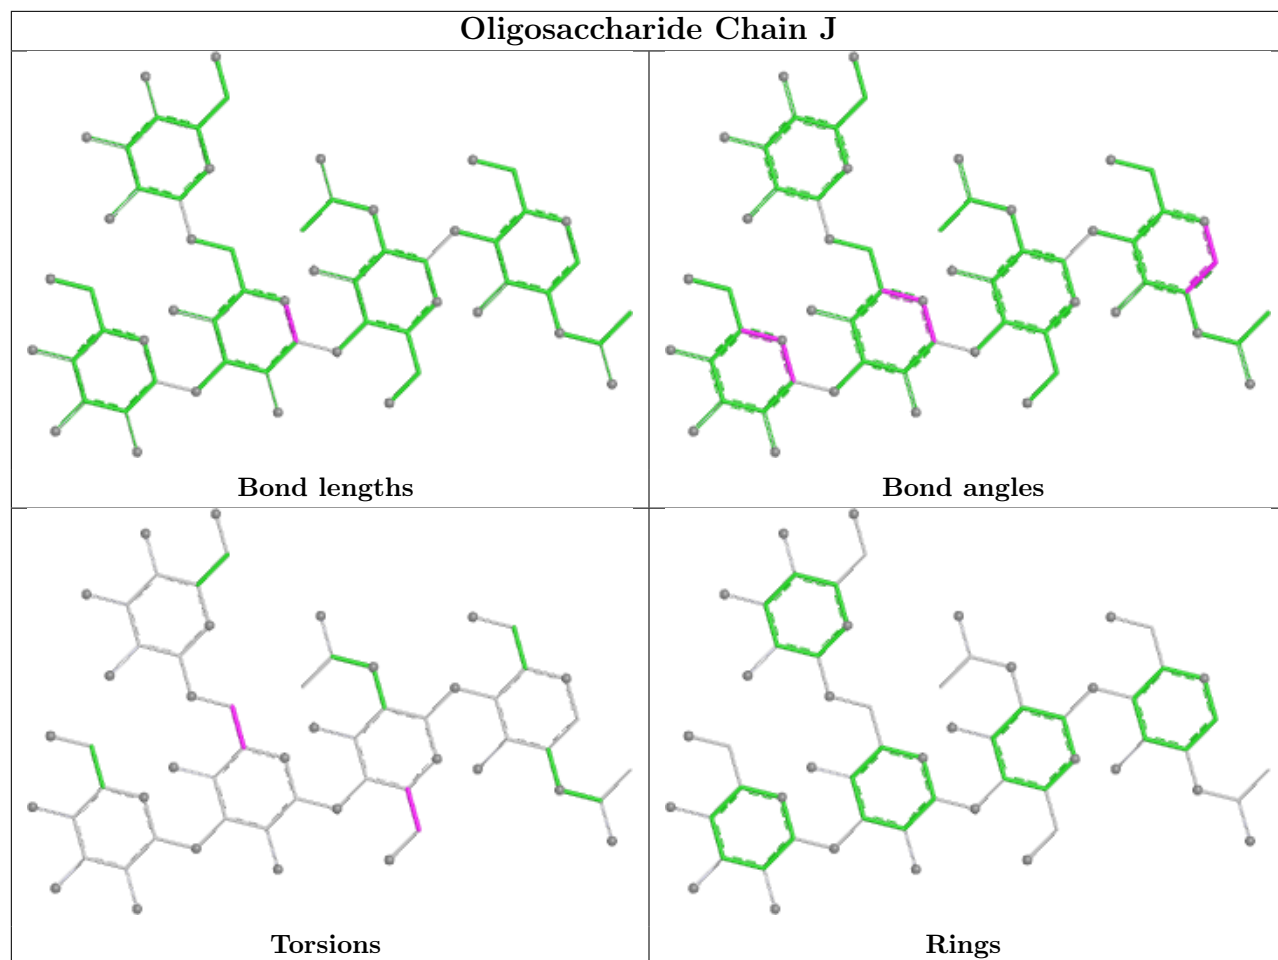 Oligosaccharide Chain J
Bond lengths
Bond angles
Torsions
Rings